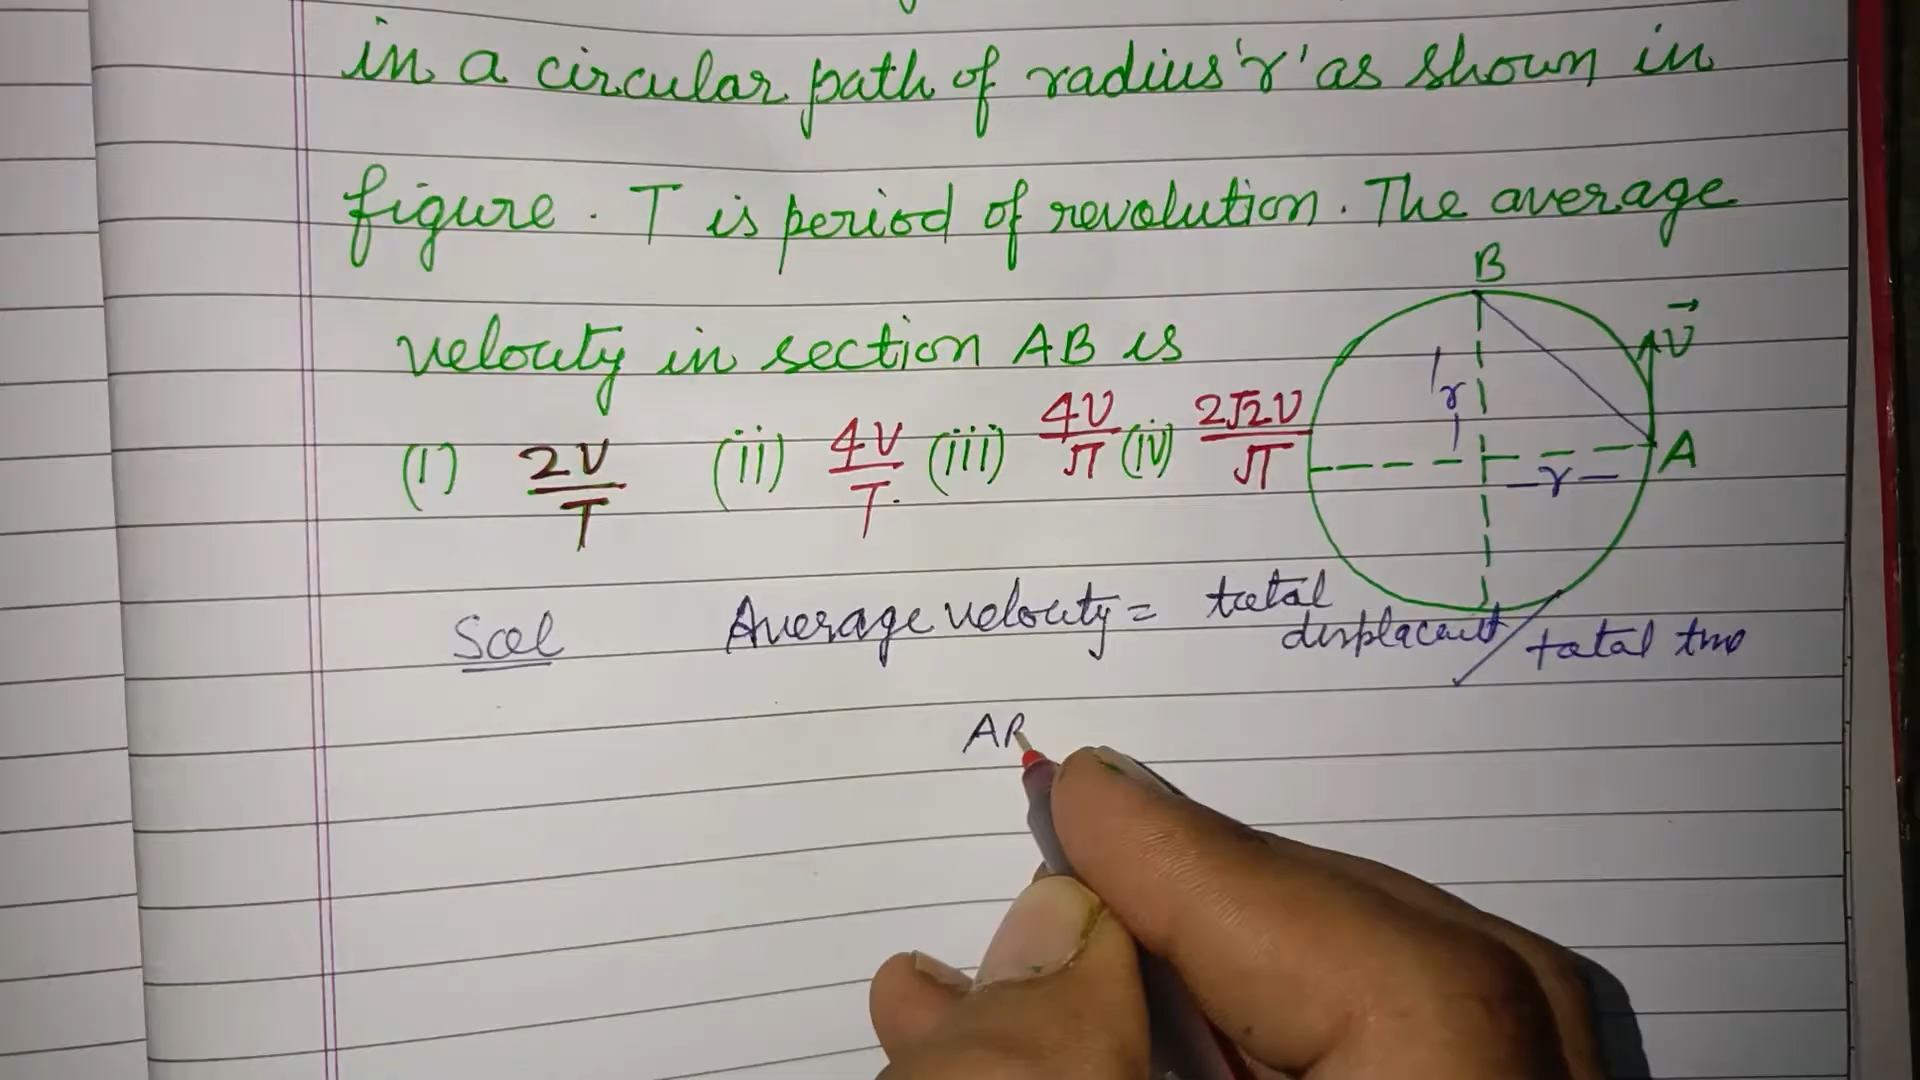 in a circular path of radius 'r' as shown in
figure. T is period of revolution. The average
velocity in section AB is
(i) 2v/T (ii) 4v/T. (iii) 4v/π (iv) 2√2v/π
B
v⃗
r
A
r
Sol Average velocity = total displacement / total time
AB